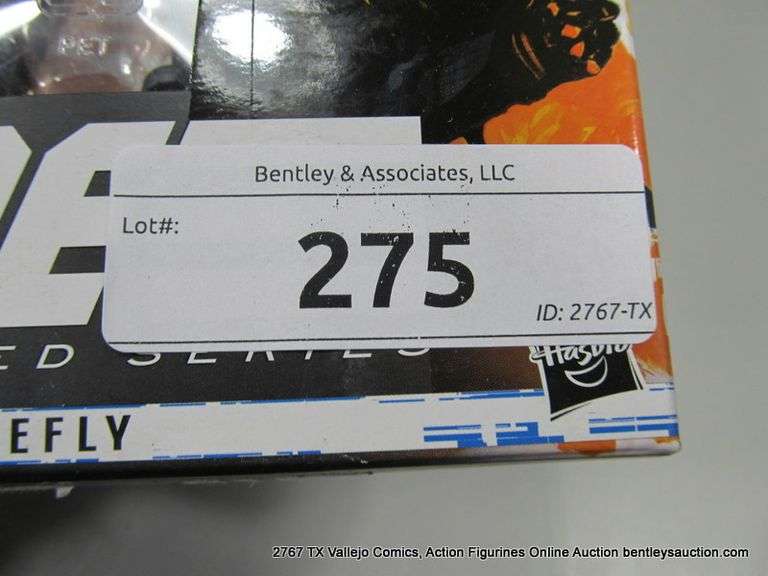 PET
Bentley & Associates, LLC
Lot#:
275
ID: 2767-TX
ED SERIES
Hasbro
EFLY
2767 TX Vallejo Comics, Action Figurines Online Auction bentleysauction.com